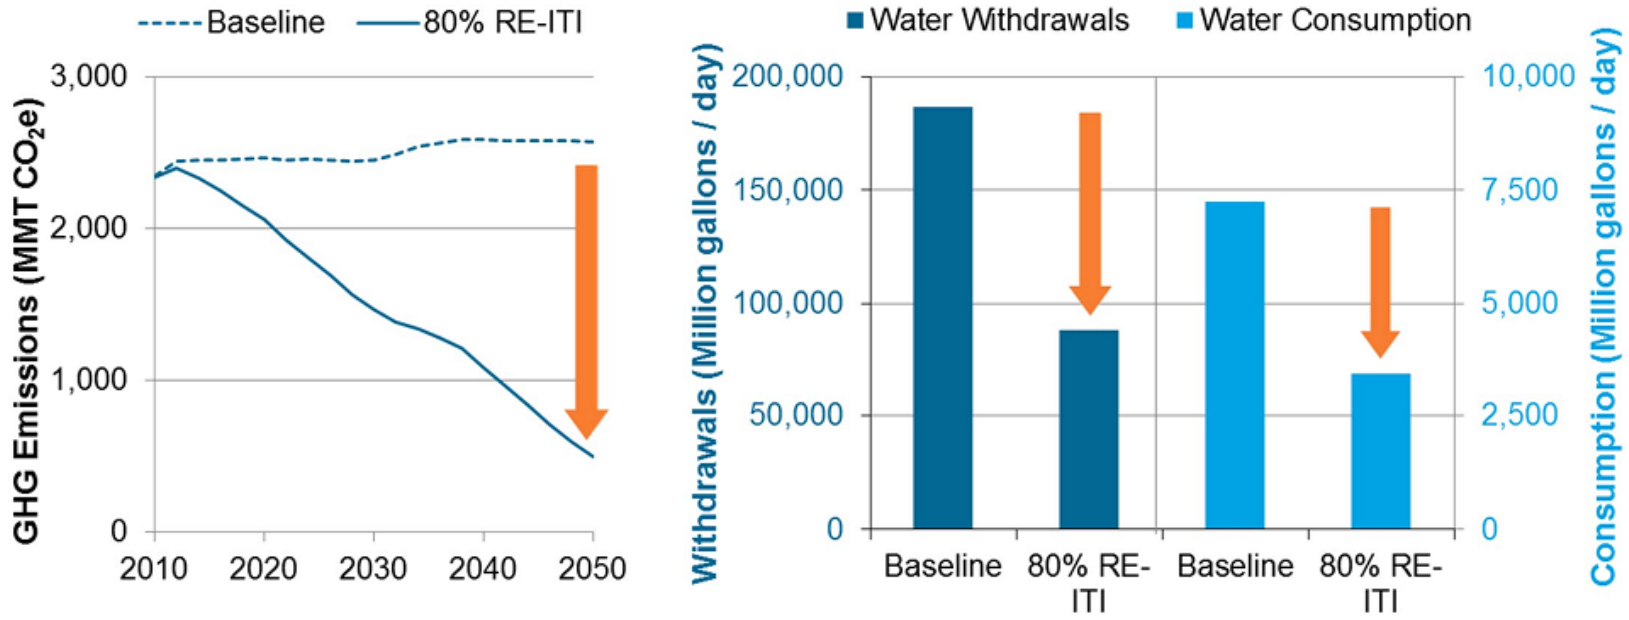 Baseline
80% RE-ITI
GHG Emissions (MMT CO₂e)
3,000
2,000
1,000
0
2010
2020
2030
2040
2050
Water Withdrawals
Water Consumption
Withdrawals (Million gallons / day)
200,000
150,000
100,000
50,000
0
10,000
7,500
5,000
2,500
0
Consumption (Million gallons / day)
Baseline
80% RE-
ITI
Baseline
80% RE-
ITI